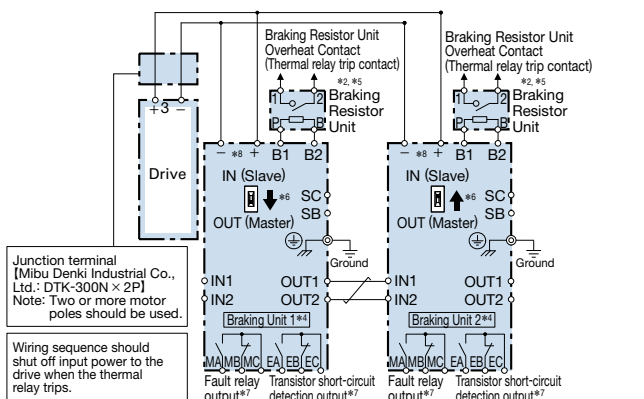 Braking Resistor Unit
Overheat Contact
(Thermal relay trip contact)
*2, *5
1 2
Braking
Resistor
Unit
P B
Braking Resistor Unit
Overheat Contact
(Thermal relay trip contact)
*2, *5
1 2
Braking
Resistor
Unit
P B
+3 −
Drive
− *8 + B1 B2
IN (Slave)
*6
SC
SB
OUT (Master)
Ground
IN1 OUT1
IN2 OUT2
Braking Unit 1*4
MA MB MC EA EB EC
Fault relay
output*7
Transistor short-circuit
detection output*7
− *8 + B1 B2
IN (Slave)
*6
SC
SB
OUT (Master)
Ground
IN1 OUT1
IN2 OUT2
Braking Unit 2*4
MA MB MC EA EB EC
Fault relay
output*7
Transistor short-circuit
detection output*7
Junction terminal
【Mibu Denki Industrial Co.,
Ltd.: DTK-300N × 2P】
Note: Two or more motor
poles should be used.
Wiring sequence should
shut off input power to the
drive when the thermal
relay trips.